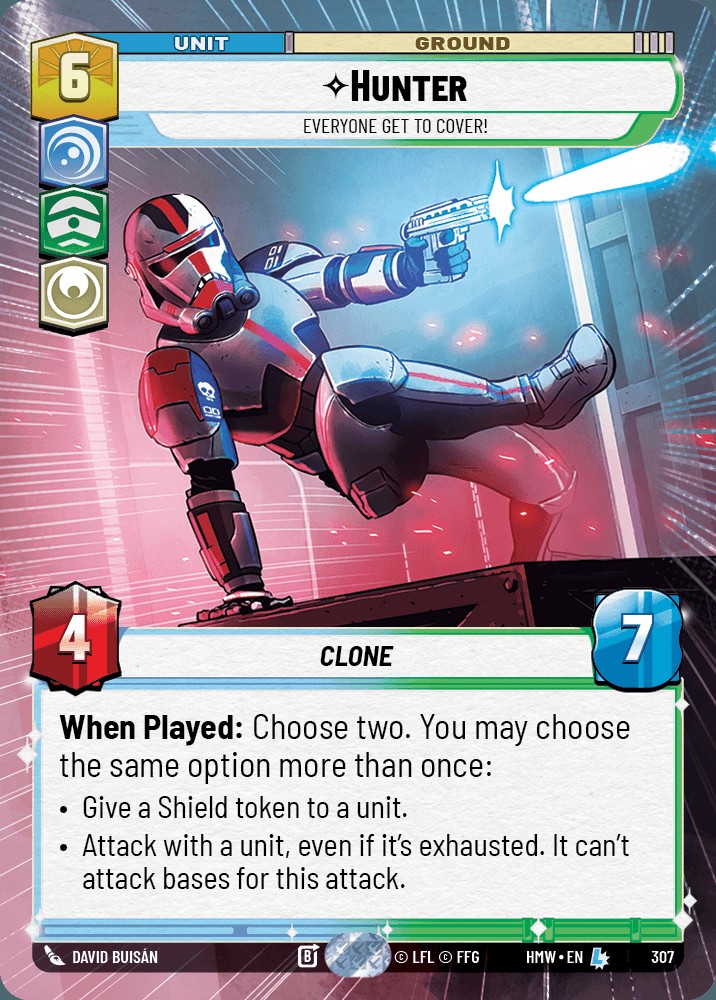 UNIT
GROUND
6
HUNTER
EVERYONE GET TO COVER!
4
CLONE
7
When Played: Choose two. You may choose
the same option more than once:
• Give a Shield token to a unit.
• Attack with a unit, even if it's exhausted. It can't
attack bases for this attack.
DAVID BUISÁN
B
© LFL © FFG
HMW • EN
L
307